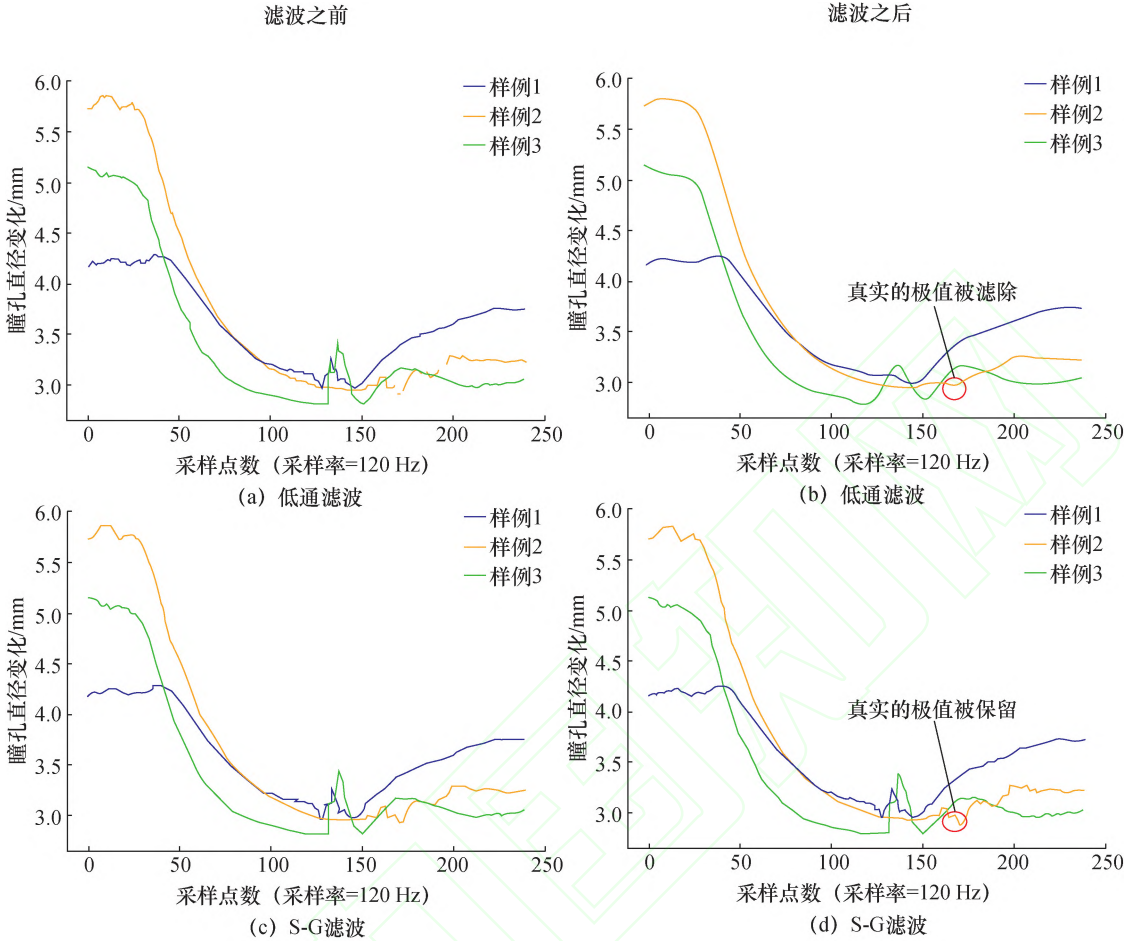 滤波之前
滤波之后
6.0
5.5
5.0
4.5
4.0
3.5
3.0
瞳孔直径变化/mm
样例1
样例2
样例3
0
50
100
150
200
250
采样点数（采样率=120 Hz）
(a) 低通滤波
6.0
5.5
5.0
4.5
4.0
3.5
3.0
瞳孔直径变化/mm
样例1
样例2
样例3
真实的极值被滤除
0
50
100
150
200
250
采样点数（采样率=120 Hz）
(b) 低通滤波
6.0
5.5
5.0
4.5
4.0
3.5
3.0
瞳孔直径变化/mm
样例1
样例2
样例3
0
50
100
150
200
250
采样点数（采样率=120 Hz）
(c) S-G滤波
6.0
5.5
5.0
4.5
4.0
3.5
3.0
瞳孔直径变化/mm
样例1
样例2
样例3
真实的极值被保留
0
50
100
150
200
250
采样点数（采样率=120 Hz）
(d) S-G滤波